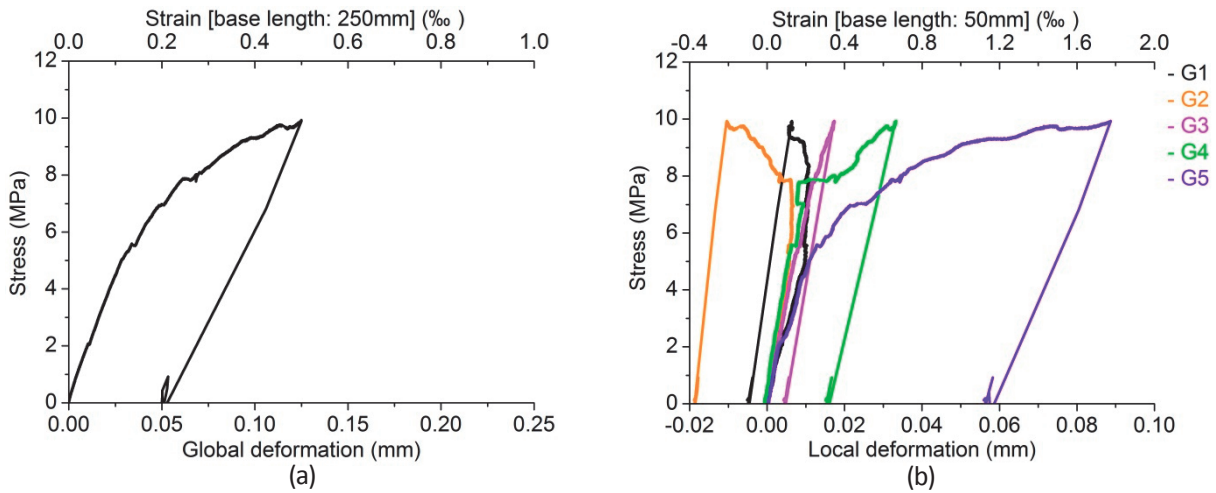 Strain [base length: 250mm] (‰)
0.0 0.2 0.4 0.6 0.8 1.0
12
10
8
6
4
2
0
Stress (MPa)
0.00 0.05 0.10 0.15 0.20 0.25
Global deformation (mm)
(a)
Strain [base length: 50mm] (‰)
-0.4 0.0 0.4 0.8 1.2 1.6 2.0
12
10
8
6
4
2
0
Stress (MPa)
-0.02 0.00 0.02 0.04 0.06 0.08 0.10
Local deformation (mm)
(b)
- G1
- G2
- G3
- G4
- G5